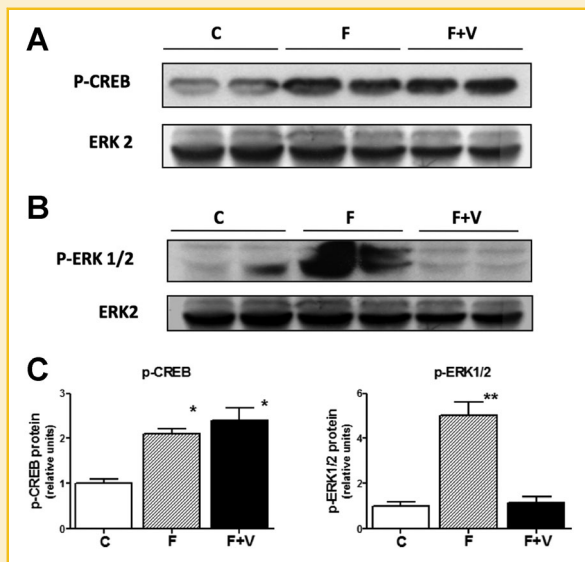 A
C F F+V
P-CREB
ERK 2
B
C F F+V
P-ERK 1/2
ERK2
C
p-CREB
p-CREB protein
(relative units)
3
2
1
0
* *
C F F+V
p-ERK1/2
p-ERK1/2 protein
(relative units)
6
4
2
0
**
C F F+V